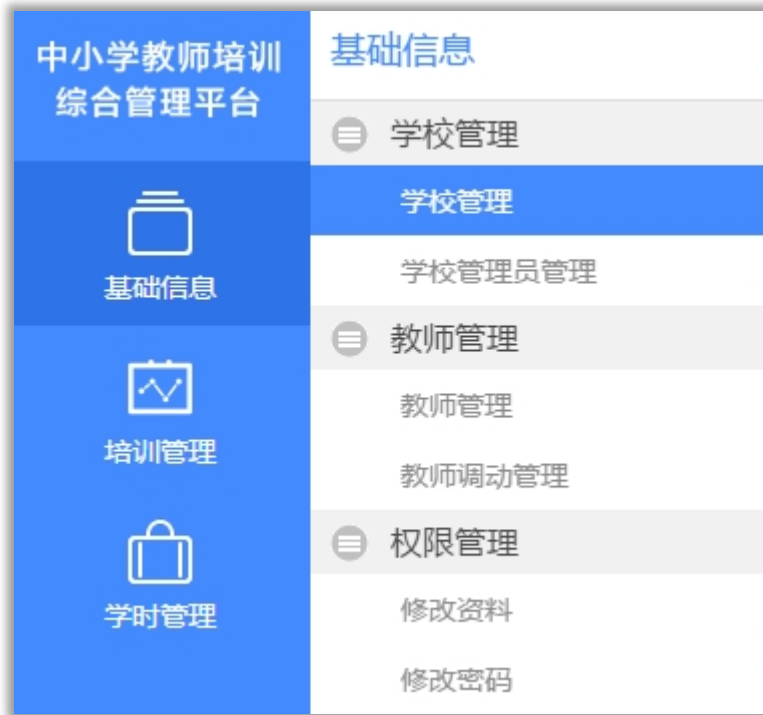 中小学教师培训
综合管理平台
基础信息
培训管理
学时管理
基础信息
学校管理
学校管理
学校管理员管理
教师管理
教师管理
教师调动管理
权限管理
修改资料
修改密码